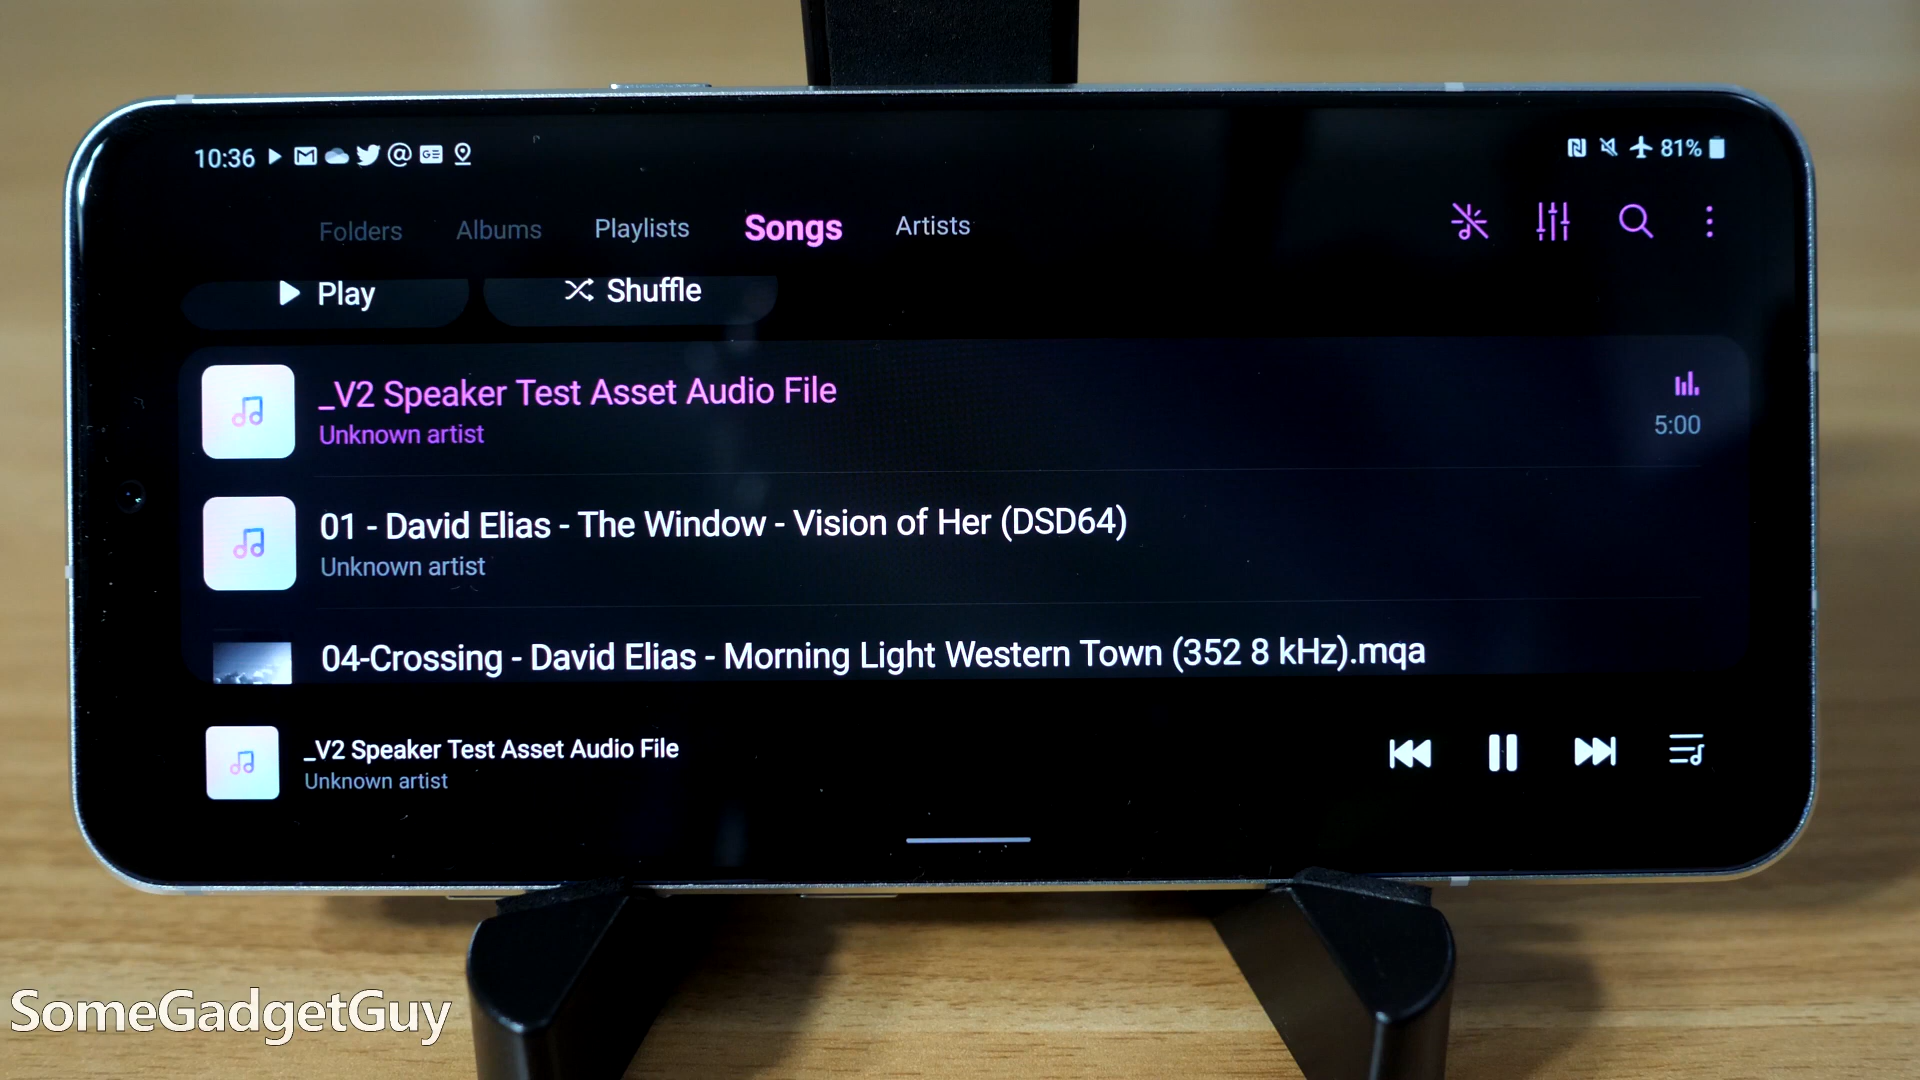 10:36
81%
Folders Albums Playlists Songs Artists
Play Shuffle
_V2 Speaker Test Asset Audio File
Unknown artist
5:00
01 - David Elias - The Window - Vision of Her (DSD64)
Unknown artist
04-Crossing - David Elias - Morning Light Western Town (352 8 kHz).mqa
_V2 Speaker Test Asset Audio File
Unknown artist
SomeGadgetGuy